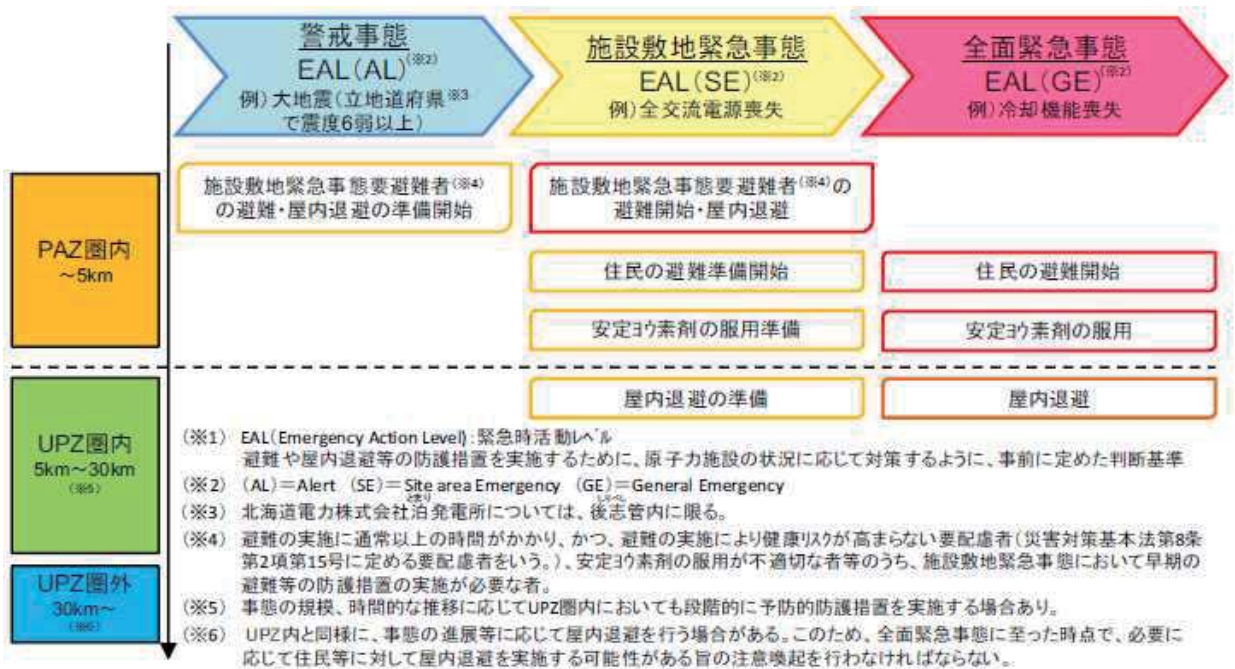 警戒事態
EAL(AL)(※2)
例)大地震(立地道府県※3
で震度6弱以上)
施設敷地緊急事態
EAL(SE)(※2)
例)全交流電源喪失
全面緊急事態
EAL(GE)(※2)
例)冷却機能喪失
PAZ圏内
～5km
施設敷地緊急事態要避難者(※4)
の避難・屋内退避の準備開始
施設敷地緊急事態要避難者(※4)の
避難開始・屋内退避
住民の避難準備開始
住民の避難開始
安定ヨウ素剤の服用準備
安定ヨウ素剤の服用
UPZ圏内
5km～30km
(※5)
屋内退避の準備
屋内退避
(※1) EAL(Emergency Action Level):緊急時活動レベル
避難や屋内退避等の防護措置を実施するために、原子力施設の状況に応じて対策するように、事前に定めた判断基準
(※2) (AL)=Alert (SE)=Site area Emergency (GE)=General Emergency
とまり しりべし
(※3) 北海道電力株式会社泊発電所については、後志管内に限る。
(※4) 避難の実施に通常以上の時間がかかり、かつ、避難の実施により健康リスクが高まらない要配慮者(災害対策基本法第8条
第2項第15号に定める要配慮者をいう。)、安定ヨウ素剤の服用が不適切な者等のうち、施設敷地緊急事態において早期の
避難等の防護措置の実施が必要な者。
UPZ圏外
30km～
(※6)
(※5) 事態の規模、時間的な推移に応じてUPZ圏内においても段階的に予防的防護措置を実施する場合あり。
(※6) UPZ内と同様に、事態の進展等に応じて屋内退避を行う場合がある。このため、全面緊急事態に至った時点で、必要に
応じて住民等に対して屋内退避を実施する可能性がある旨の注意喚起を行わなければならない。